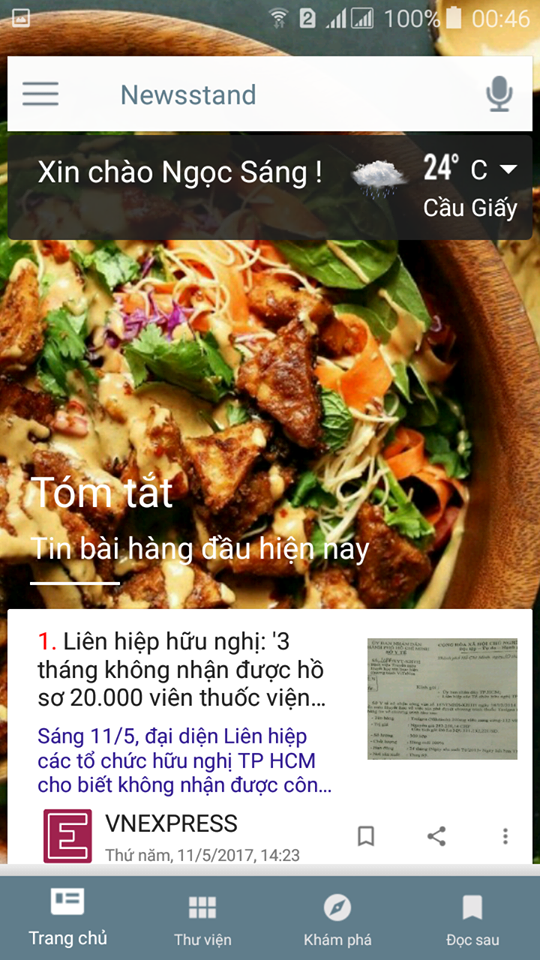 2
100%
00:46
Newsstand
Xin chào Ngọc Sáng !
24° C
Cầu Giấy
Tóm tắt
Tin bài hàng đầu hiện nay
1. Liên hiệp hữu nghị: '3
tháng không nhận được hồ
sơ 20.000 viên thuốc viện...
Sáng 11/5, đại diện Liên hiệp
các tổ chức hữu nghị TP HCM
cho biết không nhận được côn...
E
VNEXPRESS
Thứ năm, 11/5/2017, 14:23
Trang chủ
Thư viện
Khám phá
Đọc sau